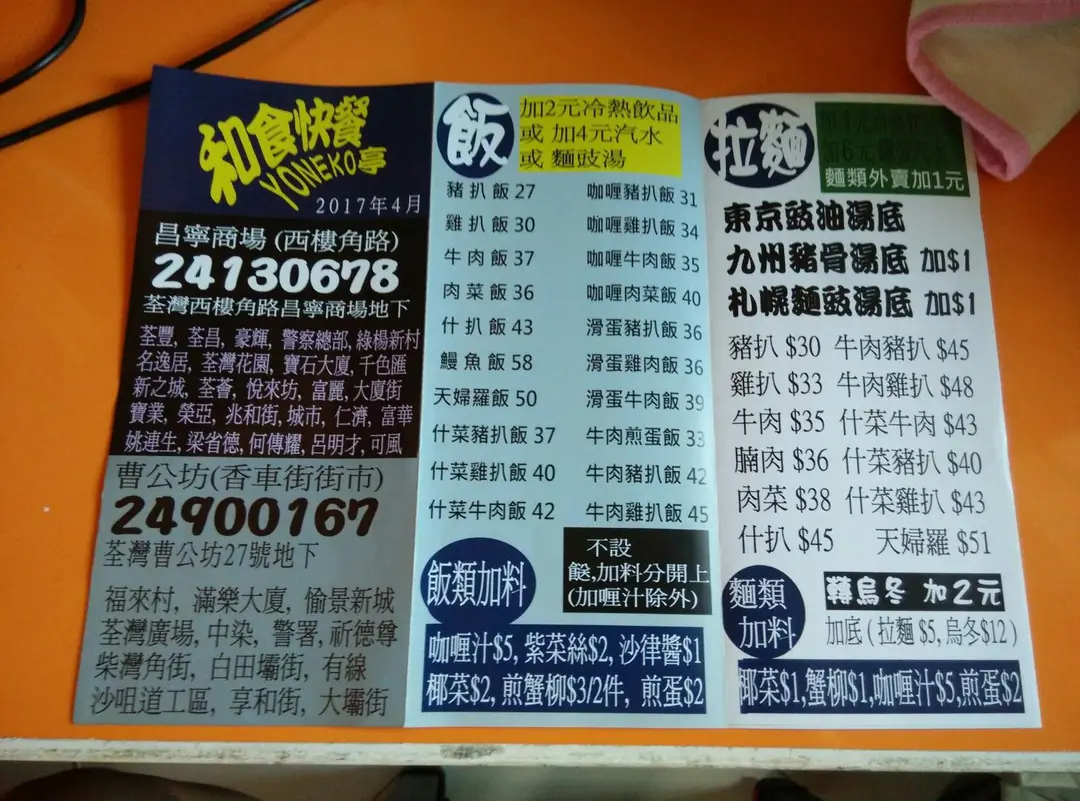 和食快餐
YONEKO亭
2017年4月
昌寧商場 (西樓角路)
24130678
荃灣西樓角路昌寧商場地下
荃豐, 荃昌, 豪輝, 警察總部, 綠楊新村
名逸居, 荃灣花園, 寶石大廈, 千色匯
新之城, 荃薈, 悅來坊, 富麗, 大廈街
寶業, 榮亞, 兆和街, 城市, 仁濟, 富華
姚連生, 梁省德, 何傳耀, 呂明才, 可風
曹公坊(香車街街市)
24900167
荃灣曹公坊27號地下
福來村, 滿樂大廈, 愉景新城
荃灣廣場, 中染, 警署, 祈德尊
柴灣角街, 白田壩街, 有線
沙咀道工區, 享和街, 大壩街
飯
加2元冷熱飲品
或 加4元汽水
或 麵豉湯
豬扒飯 27 咖喱豬扒飯 31
雞扒飯 30 咖喱雞扒飯 34
牛肉飯 37 咖喱牛肉飯 35
肉菜飯 36 咖喱肉菜飯 40
什扒飯 43 滑蛋豬扒飯 36
鰻魚飯 58 滑蛋雞肉飯 36
天婦羅飯 50 滑蛋牛肉飯 39
什菜豬扒飯 37 牛肉煎蛋飯 33
什菜雞扒飯 40 牛肉豬扒飯 42
什菜牛肉飯 42 牛肉雞扒飯 45
飯類加料
不設
餸,加料分開上
(加喱汁除外)
咖喱汁$5, 紫菜絲$2, 沙律醬$1
椰菜$2, 煎蟹柳$3/2件, 煎蛋$2
拉麵
麵類外賣加1元
東京豉油湯底
九州豬骨湯底 加$1
札幌麵豉湯底 加$1
豬扒 $30 牛肉豬扒 $45
雞扒 $33 牛肉雞扒 $48
牛肉 $35 什菜牛肉 $43
腩肉 $36 什菜豬扒 $40
肉菜 $38 什菜雞扒 $43
什扒 $45 天婦羅 $51
麵類
加料
轉烏冬 加2元
加底 ( 拉麵 $5, 烏冬$12 )
椰菜$1,蟹柳$1,咖喱汁$5,煎蛋$2